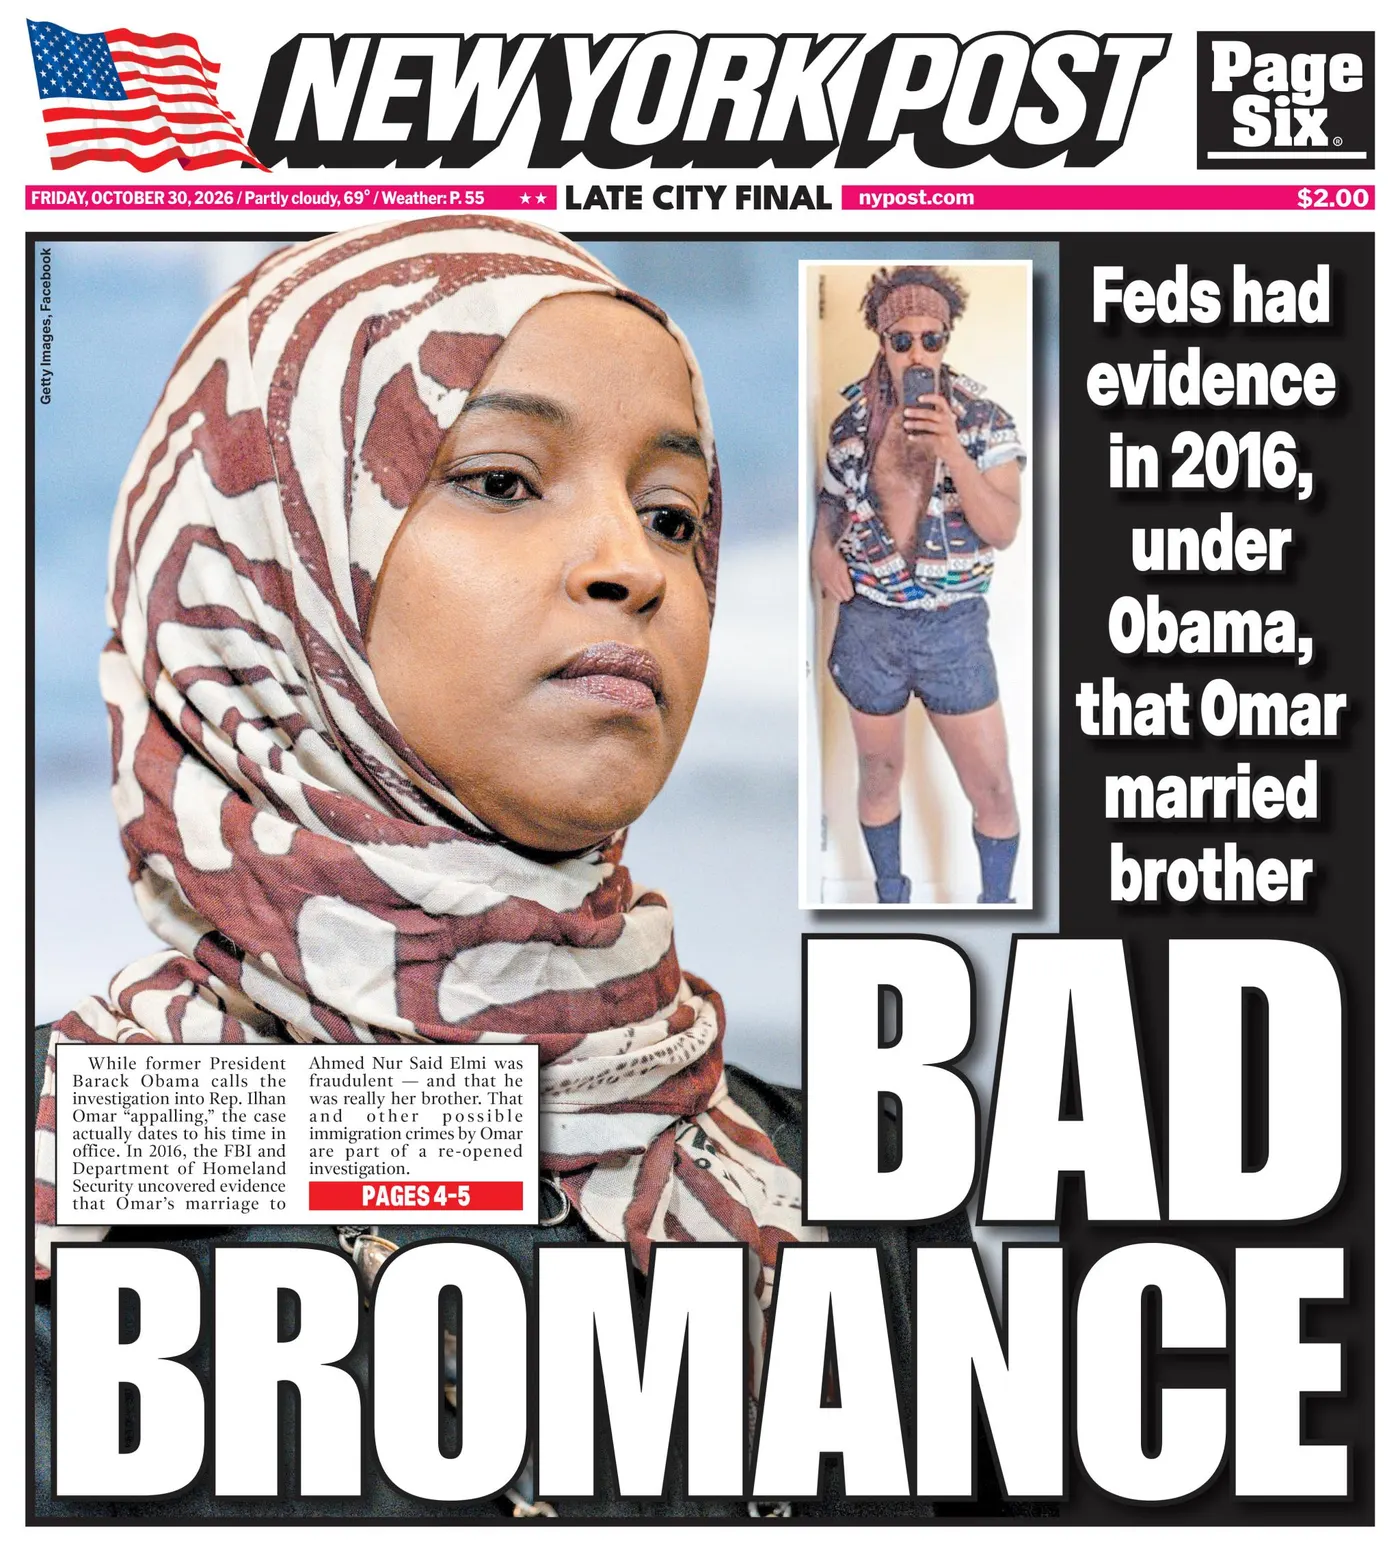 NEW YORK POST
Page
Six®
FRIDAY, OCTOBER 30, 2026 / Partly cloudy, 69° / Weather: P. 55 ★★ LATE CITY FINAL nypost.com $2.00
Getty Images, Facebook
Feds had
evidence
in 2016,
under
Obama,
that Omar
married
brother
BAD
BROMANCE
While former President
Barack Obama calls the
investigation into Rep. Ilhan
Omar “appalling,” the case
actually dates to his time in
office. In 2016, the FBI and
Department of Homeland
Security uncovered evidence
that Omar’s marriage to
Ahmed Nur Said Elmi was
fraudulent — and that he
was really her brother. That
and other possible
immigration crimes by Omar
are part of a re-opened
investigation.
PAGES 4-5